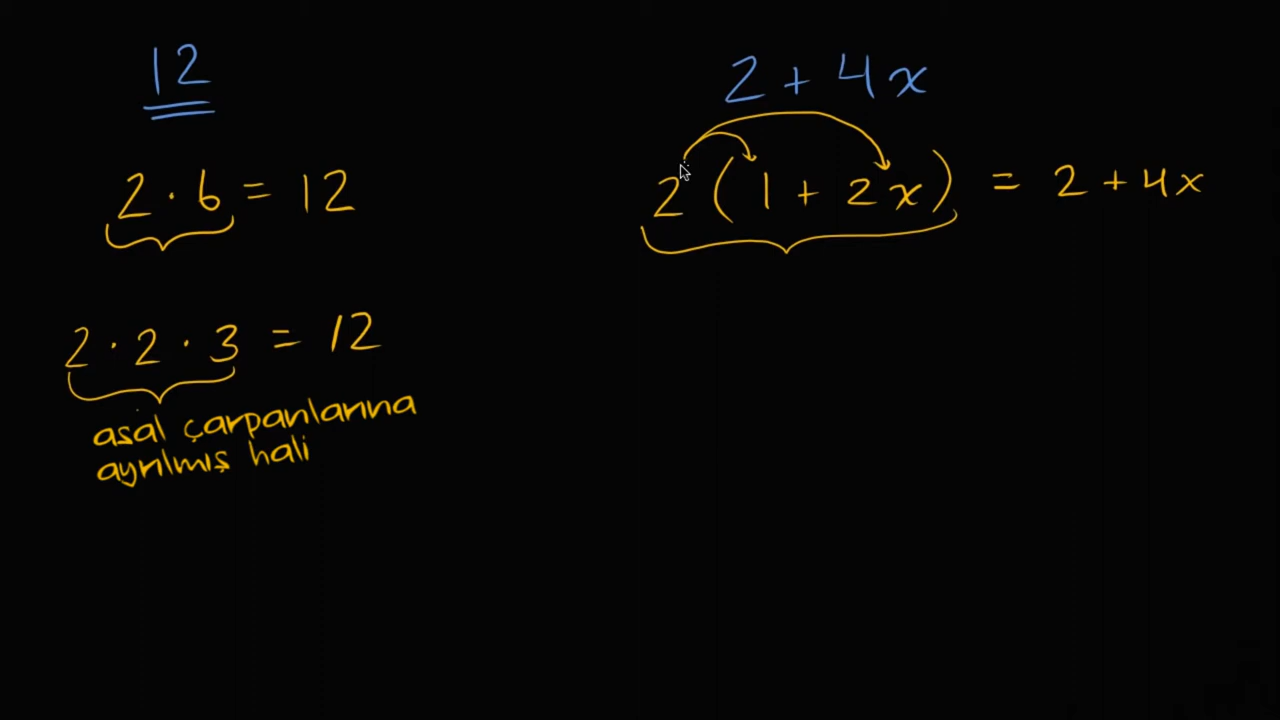 12
2 · 6 = 12
2 · 2 · 3 = 12
asal çarpanlarına
ayrılmış hali
2 + 4x
2 (1 + 2x) = 2 + 4x